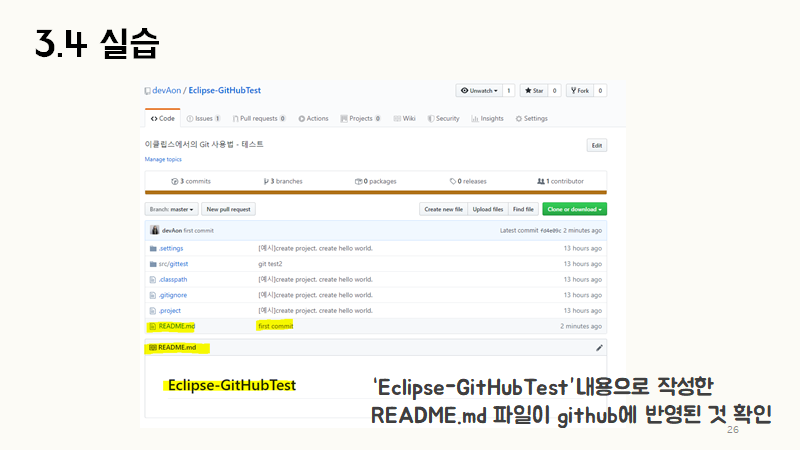 3.4 실습
devAon / Eclipse-GitHubTest
Unwatch 1 Star 0 Fork 0
Code Issues 1 Pull requests 0 Actions Projects 0 Wiki Security Insights Settings
이클립스에서의 Git 사용법 - 테스트 Edit
Manage topics
3 commits 3 branches 0 packages 0 releases 1 contributor
Branch: master New pull request Create new file Upload files Find file Clone or download
devAon first commit Latest commit 2 minutes ago
.settings [예시]create project. create hello world. 13 hours ago
src/gittest git test2 13 hours ago
.classpath [예시]create project. create hello world. 13 hours ago
.gitignore [예시]create project. create hello world. 13 hours ago
.project [예시]create project. create hello world. 13 hours ago
README.md first commit 2 minutes ago
README.md
Eclipse-GitHubTest
'Eclipse-GitHubTest'내용으로 작성한
README.md 파일이 github에 반영된 것 확인
26